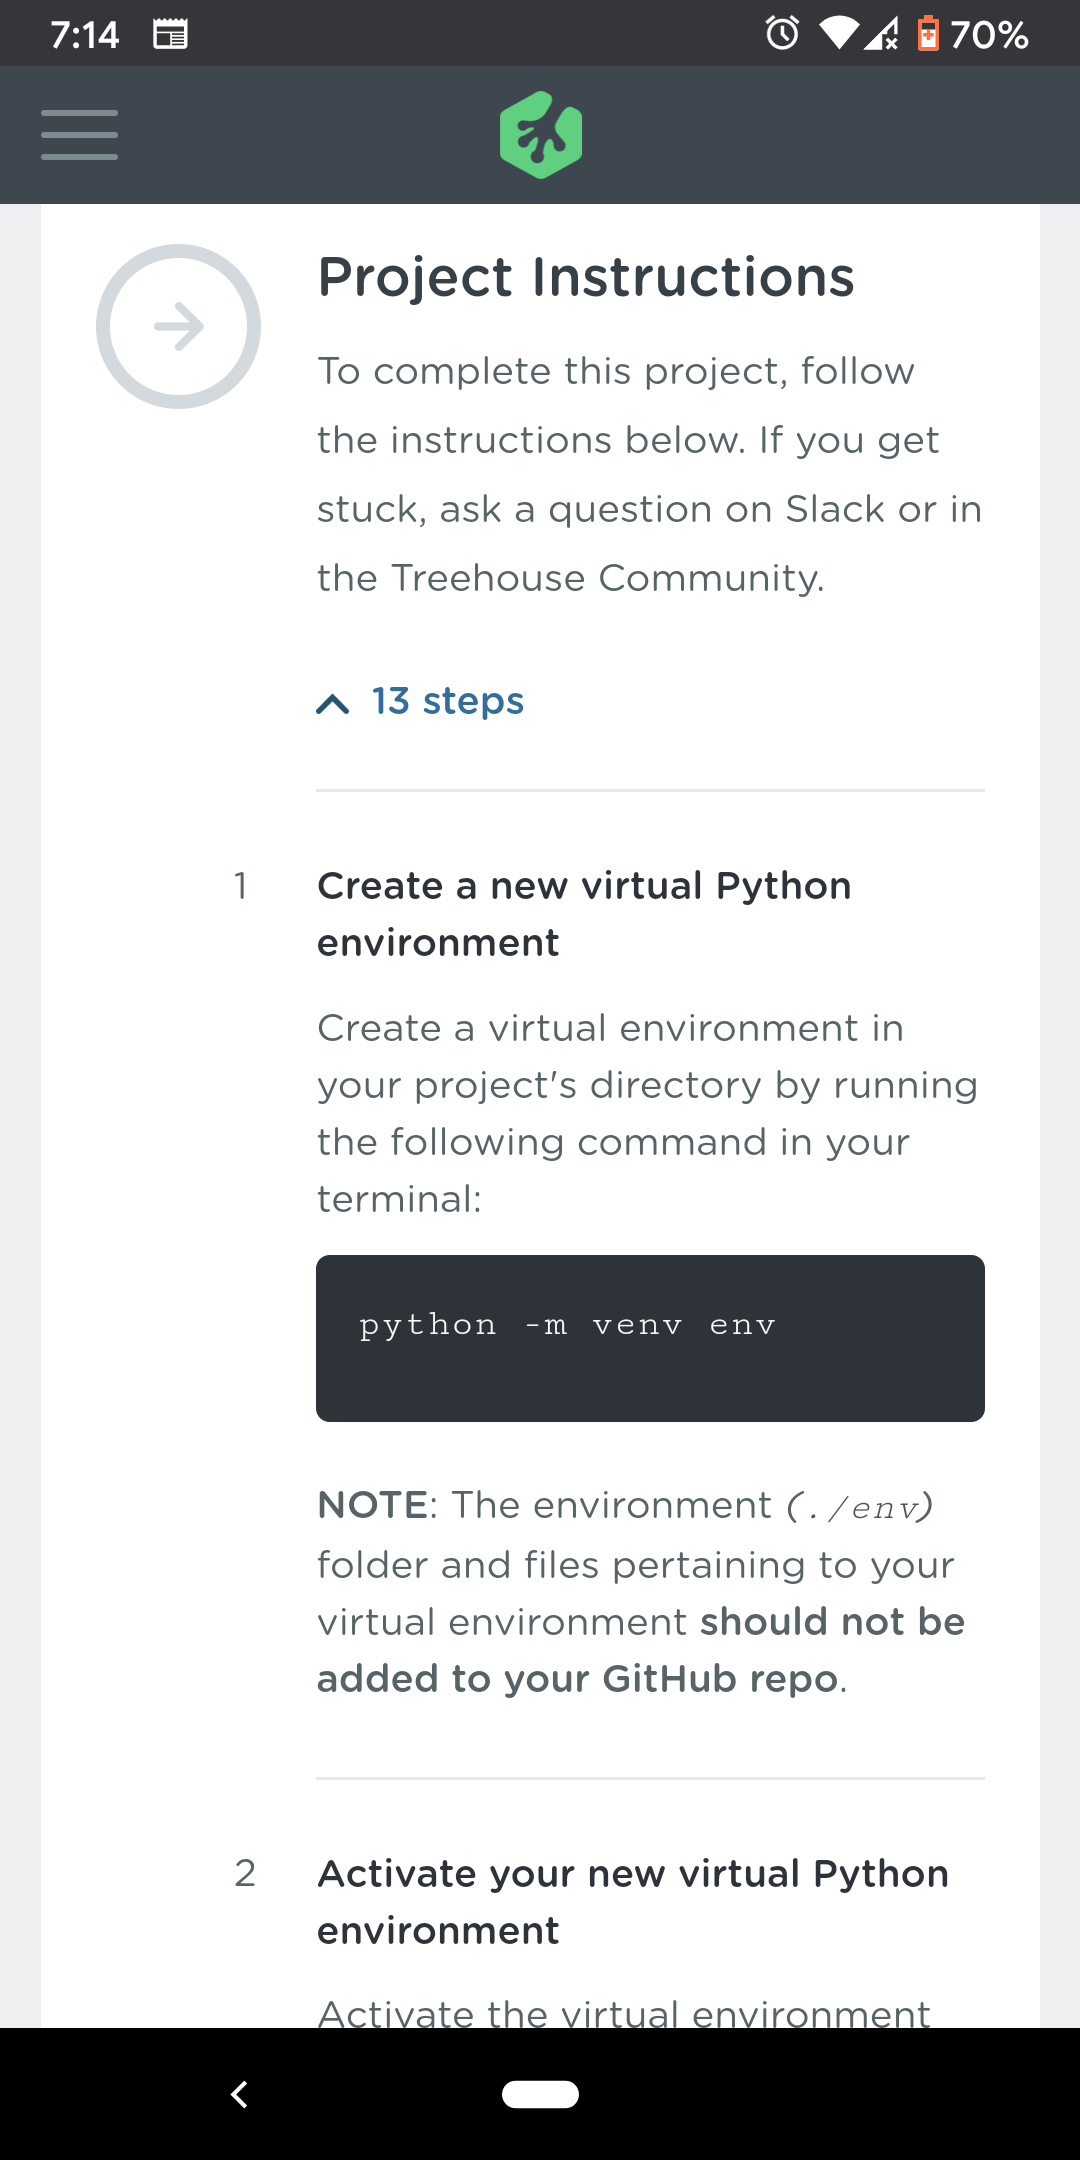 7:14
70%
Project Instructions
To complete this project, follow
the instructions below. If you get
stuck, ask a question on Slack or in
the Treehouse Community.
13 steps
1
Create a new virtual Python
environment
Create a virtual environment in
your project's directory by running
the following command in your
terminal:
python -m venv env
NOTE: The environment (./env)
folder and files pertaining to your
virtual environment should not be
added to your GitHub repo.
2
Activate your new virtual Python
environment
Activate the virtual environment